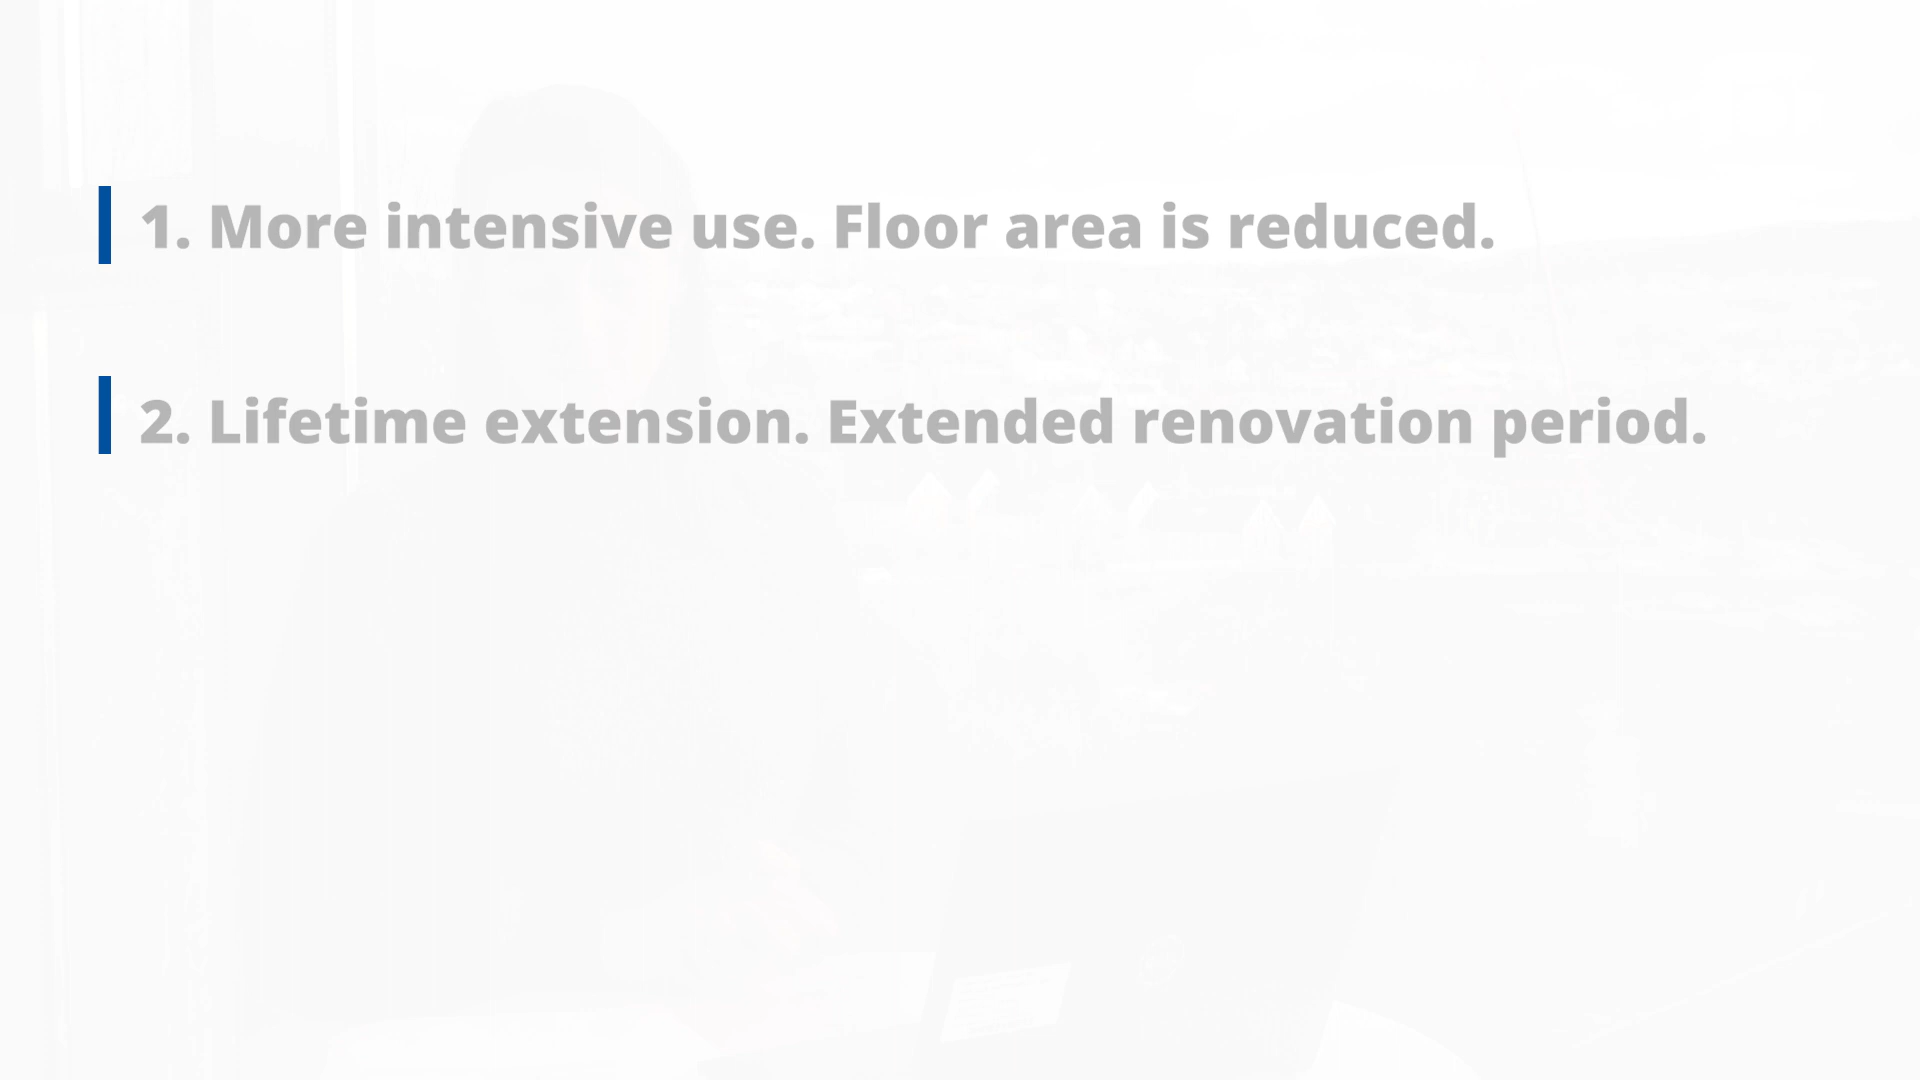 1. More intensive use. Floor area is reduced.
2. Lifetime extension. Extended renovation period.